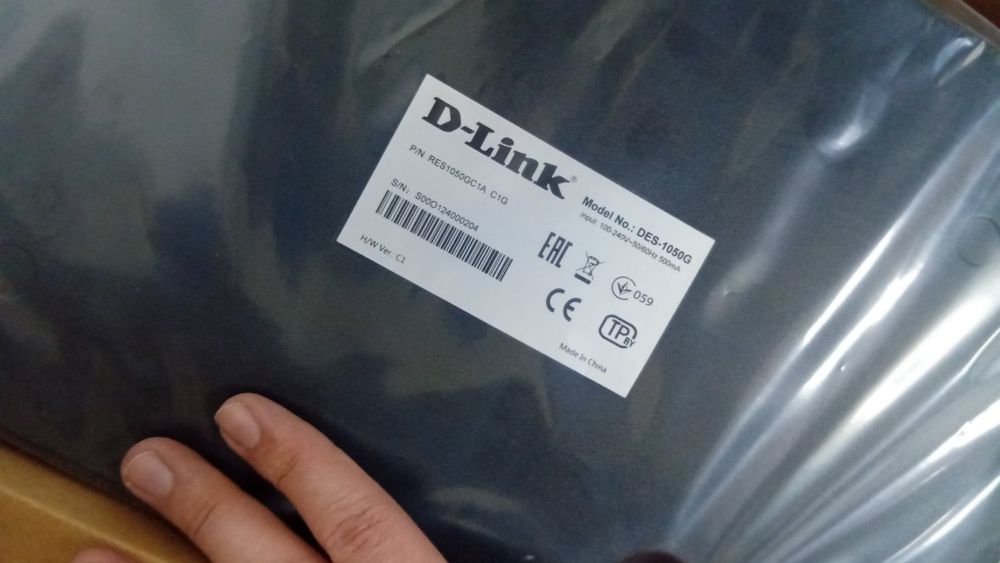 D-Link®
P/N RES1050GC1A C1G
Model No.: DES-1050G
Input: 100-240V~50/60Hz 500mA
S/N: S00D124000204
H/W Ver. C1
EAC
059
CE
TP BY
Made In China